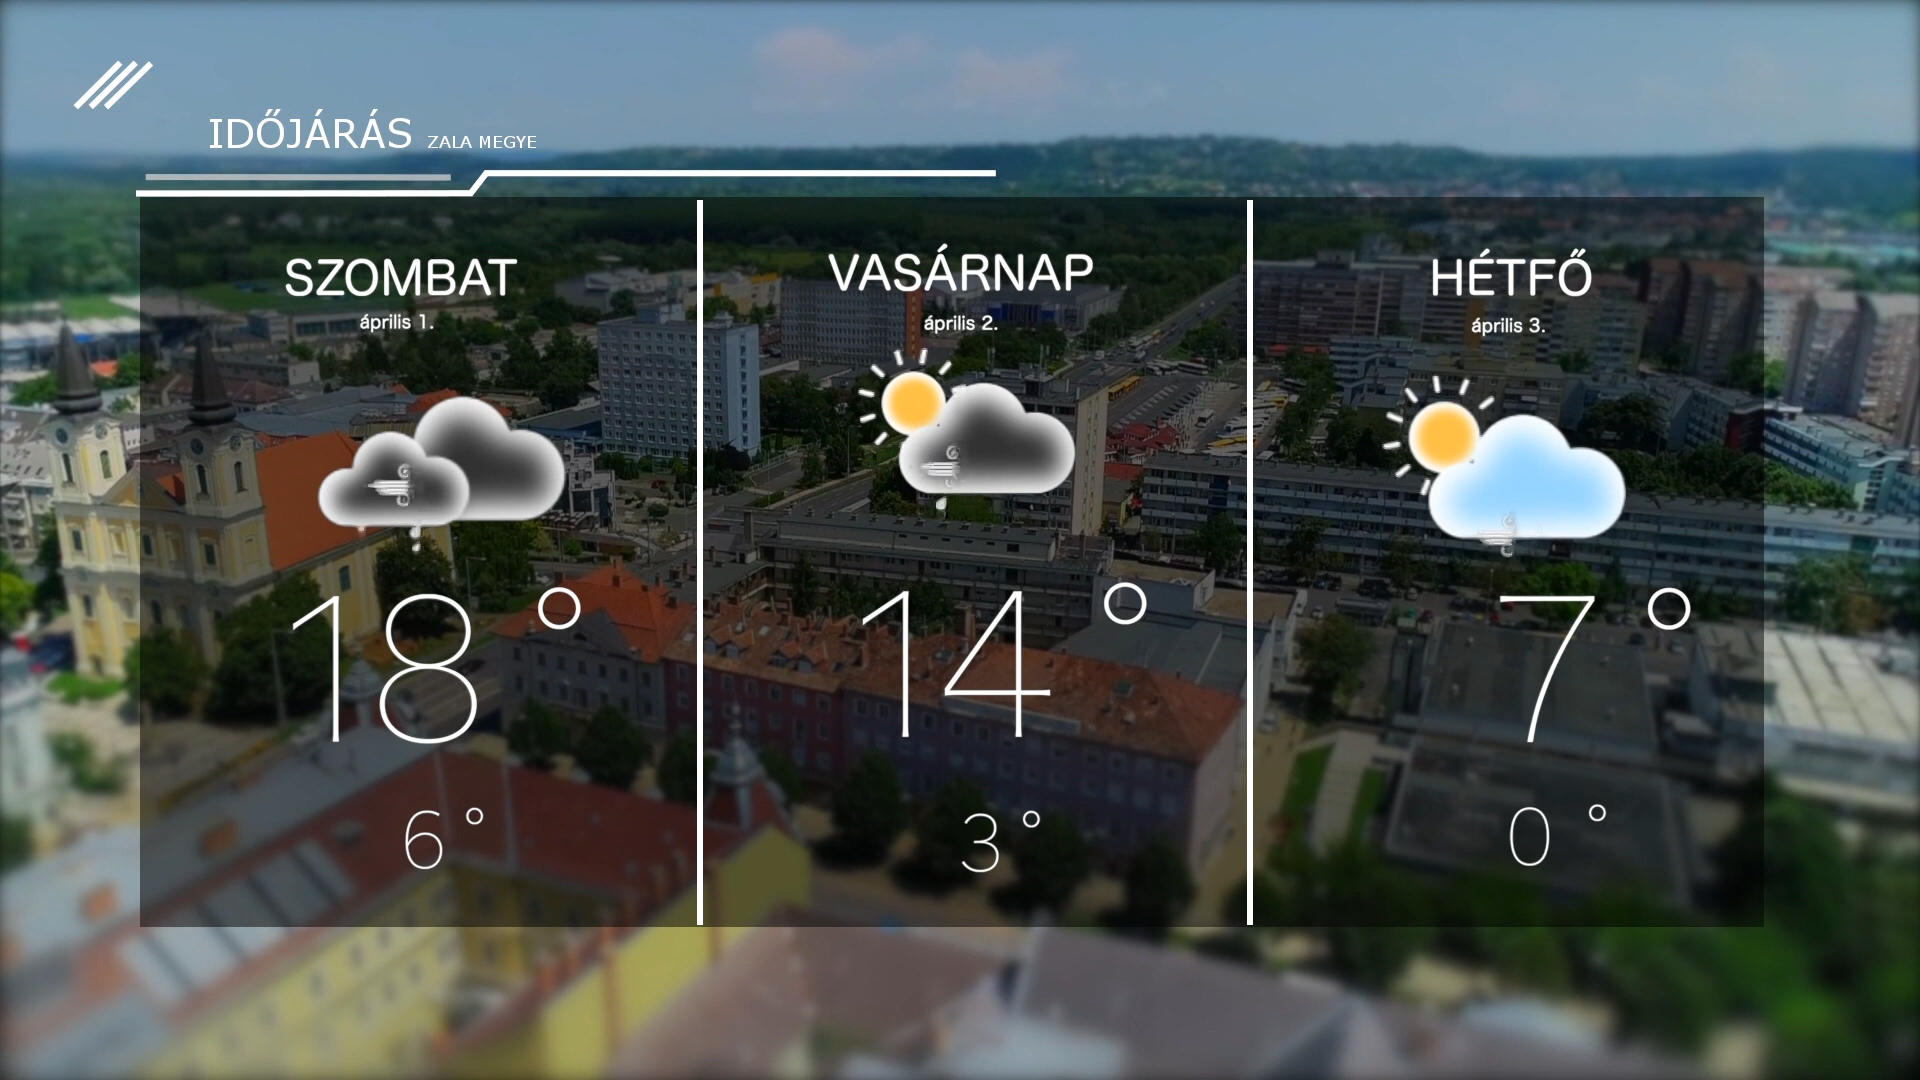 IDŐJÁRÁS ZALA MEGYE
SZOMBAT
április 1.
18°
6°
VASÁRNAP
április 2.
14°
3°
HÉTFŐ
április 3.
7°
0°